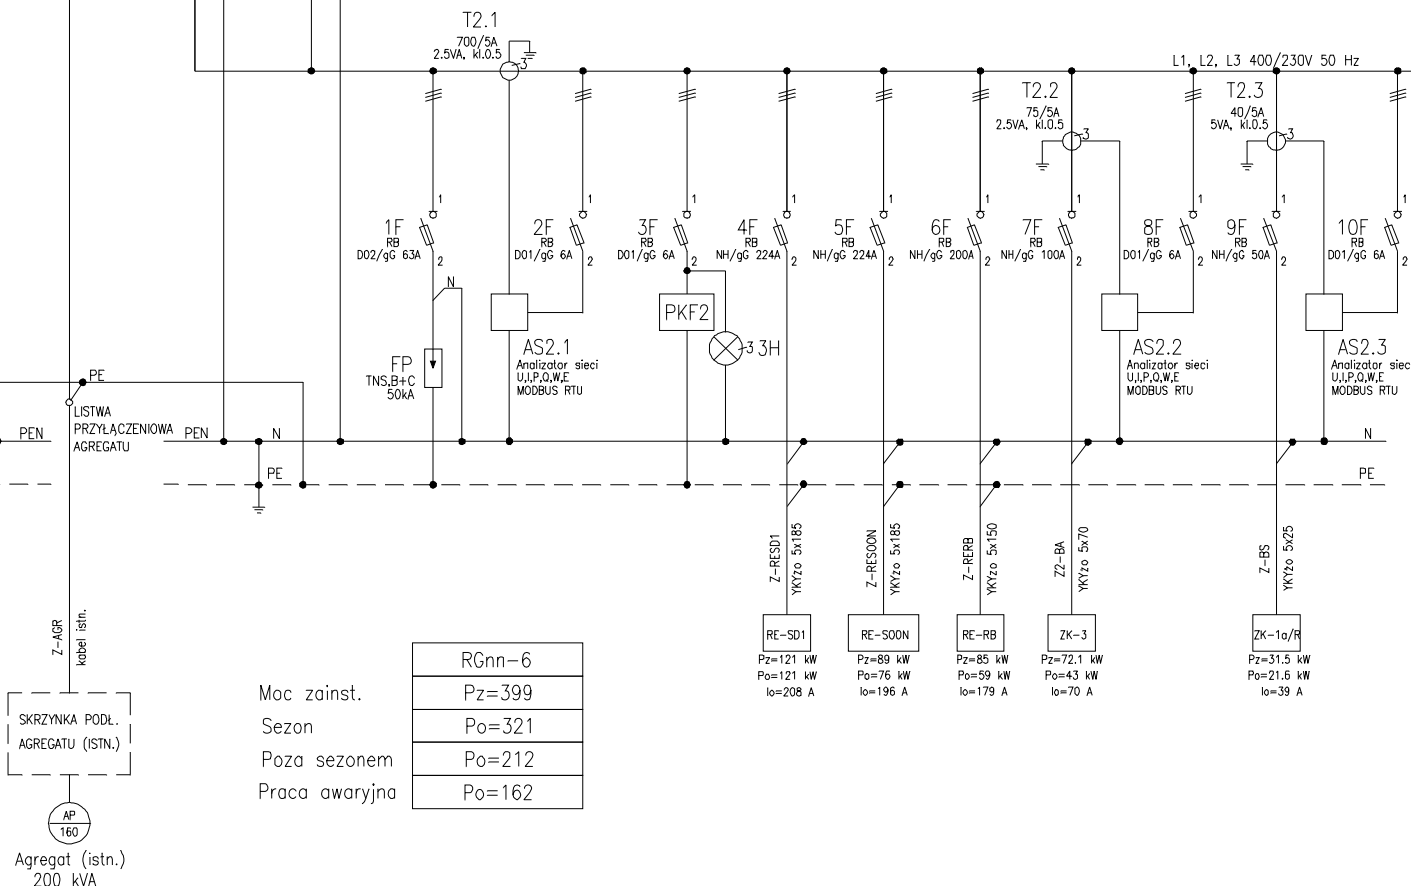 T2.1
700/5A
2.5VA, kl.0.5
3
L1, L2, L3 400/230V 50 Hz
T2.2
75/5A
2.5VA, kl.0.5
3
T2.3
40/5A
5VA, kl.0.5
3
1
1F
RB
D02/gG 63A
2
1
2F
RB
D01/gG 6A
2
1
3F
RB
D01/gG 6A
2
1
4F
RB
NH/gG 224A
2
1
5F
RB
NH/gG 224A
2
1
6F
RB
NH/gG 200A
2
1
7F
RB
NH/gG 100A
2
1
8F
RB
D01/gG 6A
2
1
9F
RB
NH/gG 50A
2
1
10F
RB
D01/gG 6A
2
N
PKF2
3
3H
FP
TNS,B+C
50kA
AS2.1
Analizator sieci
U,I,P,Q,W,E
MODBUS RTU
AS2.2
Analizator sieci
U,I,P,Q,W,E
MODBUS RTU
AS2.3
Analizator siec
U,I,P,Q,W,E
MODBUS RTU
PE
LISTWA
PRZYŁĄCZENIOWA
AGREGATU
PEN
PEN
N
N
PE
PE
Z-RESD1
YKYżo 5x185
Z-RESOON
YKYżo 5x185
Z-RERB
YKYżo 5x150
Z2-BA
YKYżo 5x70
Z-BS
YKYżo 5x25
RE-SD1
Pz=121 kW
Po=121 kW
Io=208 A
RE-SOON
Pz=89 kW
Po=76 kW
Io=196 A
RE-RB
Pz=85 kW
Po=59 kW
Io=179 A
ZK-3
Pz=72.1 kW
Po=43 kW
Io=70 A
ZK-1a/R
Pz=31.5 kW
Po=21.6 kW
Io=39 A
Z-AGR
kabel istn.
RGnn-6
Moc zainst. Pz=399
Sezon Po=321
Poza sezonem Po=212
Praca awaryjna Po=162
SKRZYNKA PODŁ.
AGREGATU (ISTN.)
AP
160
Agregat (istn.)
200 kVA